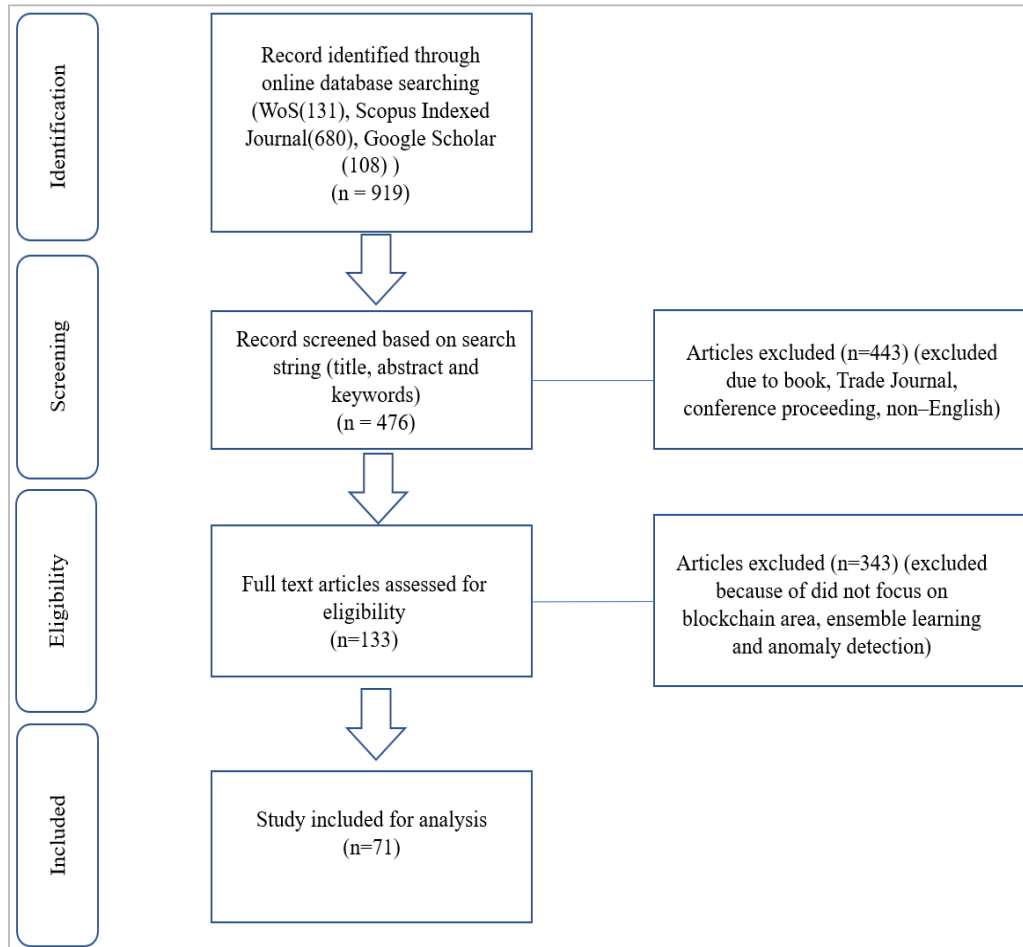 Identification
Record identified through
online database searching
(WoS(131), Scopus Indexed
Journal(680), Google Scholar
(108) )
(n = 919)
Screening
Record screened based on search
string (title, abstract and
keywords)
(n = 476)
Articles excluded (n=443) (excluded
due to book, Trade Journal,
conference proceeding, non–English)
Eligibility
Full text articles assessed for
eligibility
(n=133)
Articles excluded (n=343) (excluded
because of did not focus on
blockchain area, ensemble learning
and anomaly detection)
Included
Study included for analysis
(n=71)